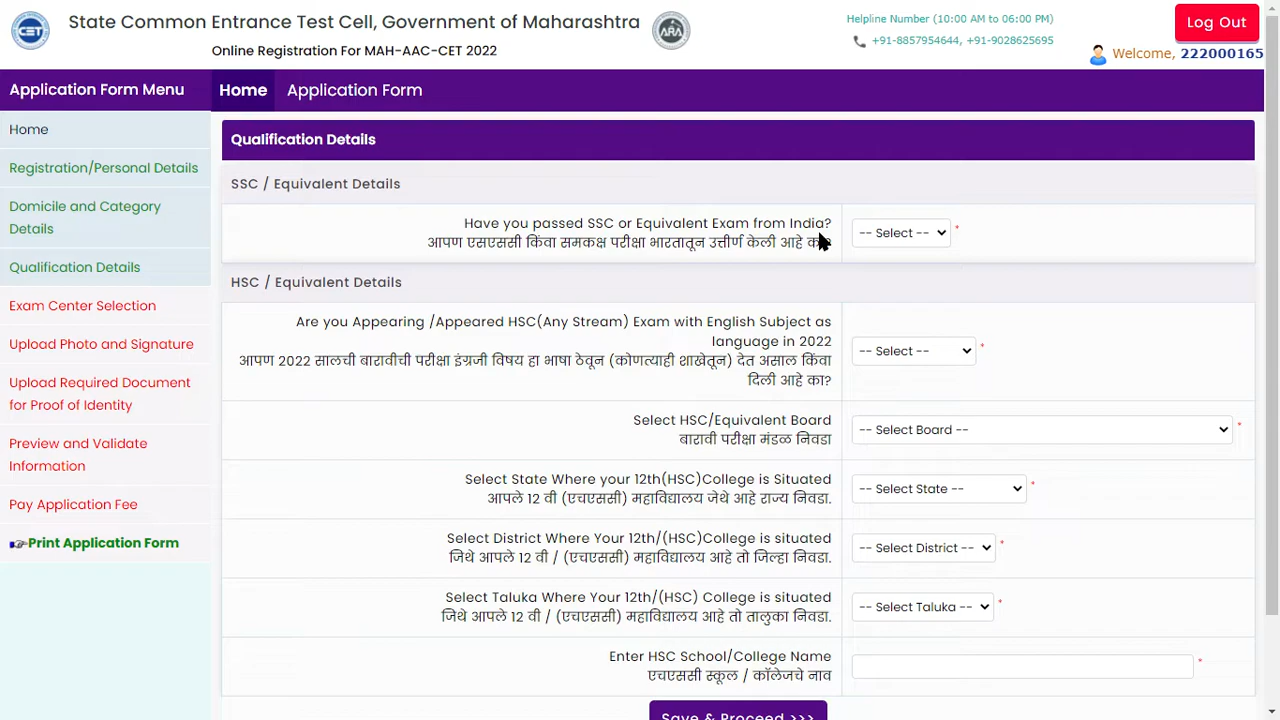 State Common Entrance Test Cell, Government of Maharashtra
Online Registration For MAH-AAC-CET 2022
CET
ARA
Helpline Number (10:00 AM to 06:00 PM)
+91-8857954644, +91-9028625695
Log Out
Welcome, 222000165
Application Form Menu
Home
Application Form
Home
Registration/Personal Details
Domicile and Category
Details
Qualification Details
Exam Center Selection
Upload Photo and Signature
Upload Required Document
for Proof of Identity
Preview and Validate
Information
Pay Application Fee
Print Application Form
Qualification Details
SSC / Equivalent Details
Have you passed SSC or Equivalent Exam from India?
आपण एसएससी किंवा समकक्ष परीक्षा भारतातून उत्तीर्ण केली आहे का?
-- Select -- *
HSC / Equivalent Details
Are you Appearing /Appeared HSC(Any Stream) Exam with English Subject as
language in 2022
आपण 2022 सालची बारावीची परीक्षा इंग्रजी विषय हा भाषा ठेवून (कोणत्याही शाखेतून) देत असाल किंवा
दिली आहे का?
-- Select -- *
Select HSC/Equivalent Board
बारावी परीक्षा मंडळ निवडा
-- Select Board -- *
Select State Where your 12th(HSC)College is Situated
आपले 12 वी (एचएससी) महाविद्यालय जेथे आहे राज्य निवडा.
-- Select State -- *
Select District Where Your 12th/(HSC)College is situated
जिथे आपले 12 वी / (एचएससी) महाविद्यालय आहे तो जिल्हा निवडा.
-- Select District -- *
Select Taluka Where Your 12th/(HSC) College is situated
जिथे आपले 12 वी / (एचएससी) महाविद्यालय आहे तो तालुका निवडा.
-- Select Taluka -- *
Enter HSC School/College Name
एचएससी स्कूल / कॉलेजचे नाव
*
Save & Proceed >>>